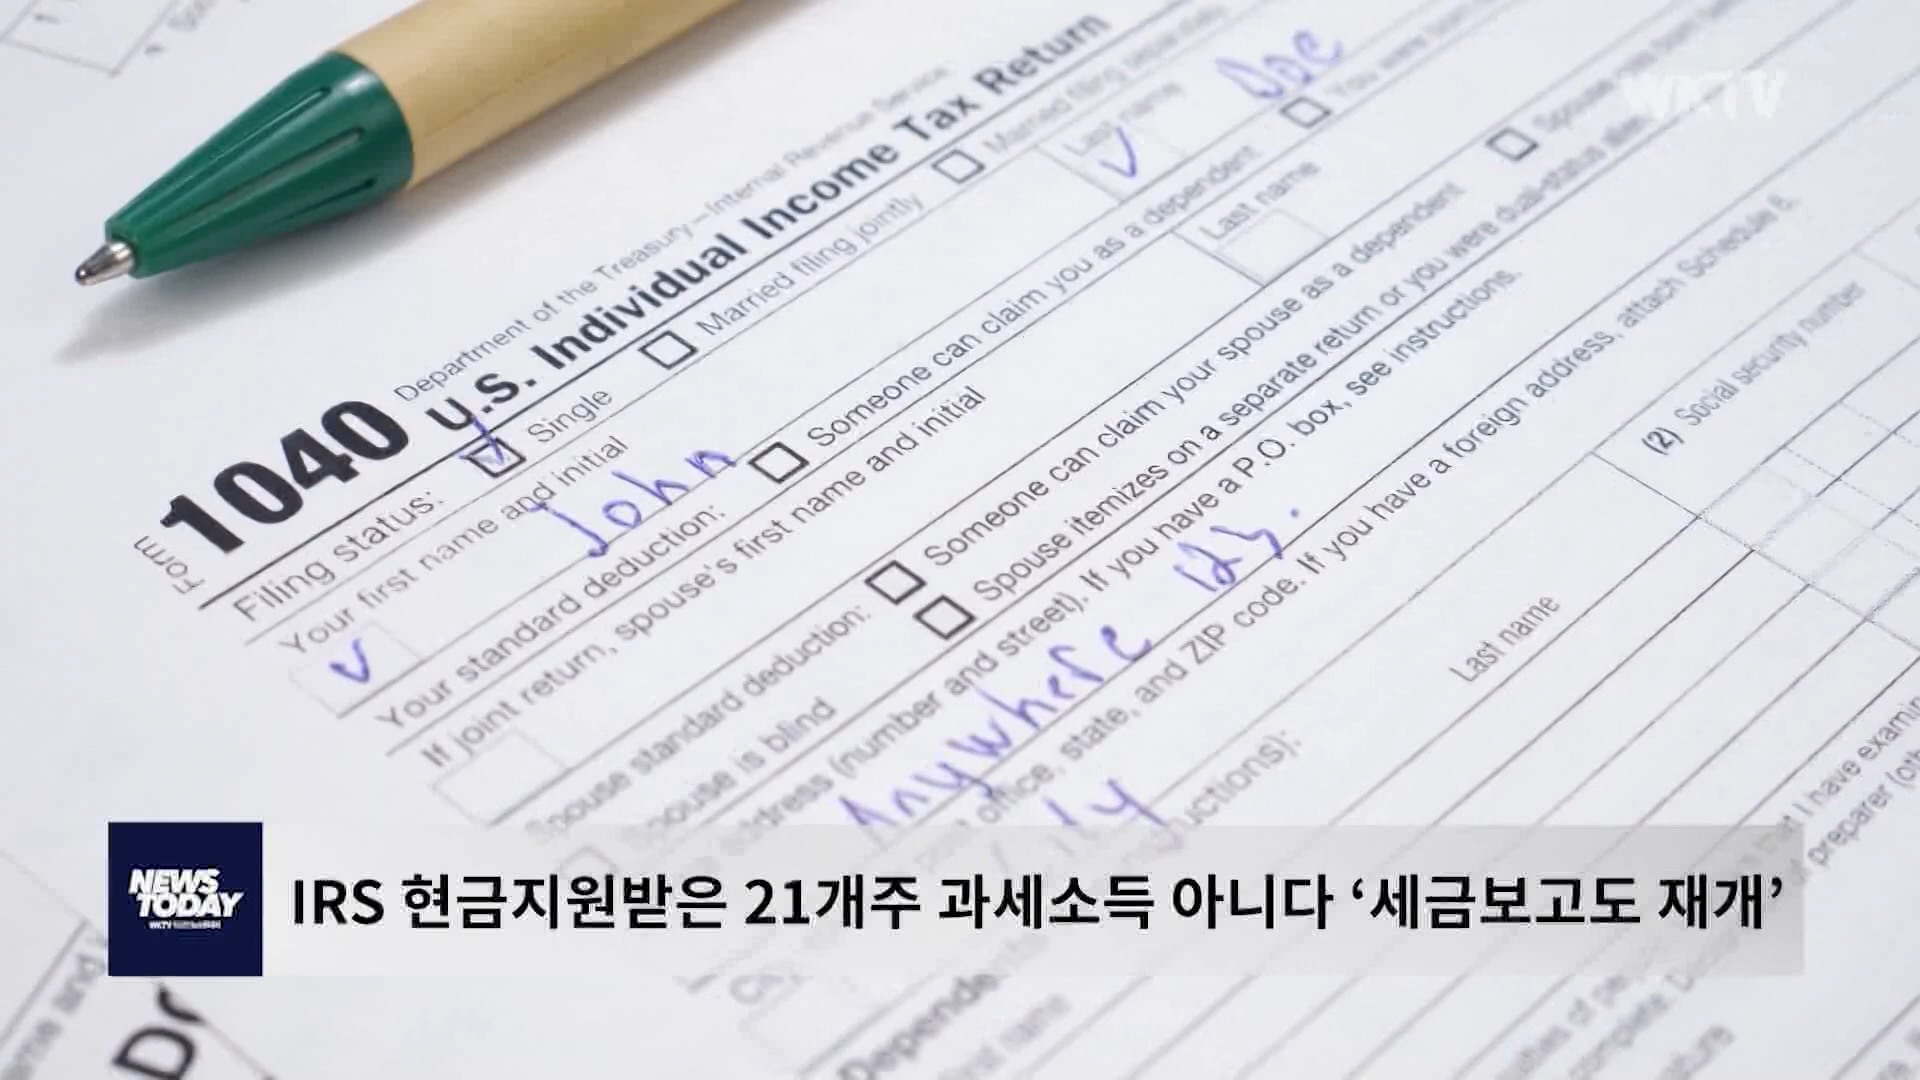 WKTV
Department of the Treasury—Internal Revenue Service
Form 1040 U.S. Individual Income Tax Return
Filing status: Single Married filing jointly Married filing separately
Your first name and initial Last name
John Doe
Your standard deduction: Someone can claim you as a dependent You were born
If joint return, spouse's first name and initial Last name
Spouse standard deduction: Someone can claim your spouse as a dependent Spouse was born
Spouse is blind Spouse itemizes on a separate return or you were dual-status alien
address (number and street). If you have a P.O. box, see instructions.
Anywhere 123.
office, state, and ZIP code. If you have a foreign address, attach Schedule 6.
City
uctions): (2) Social security number
Last name
Depende
I have examin
preparer (oth
NEWS
TODAY
IRS 현금지원받은 21개주 과세소득 아니다 ‘세금보고도 재개’